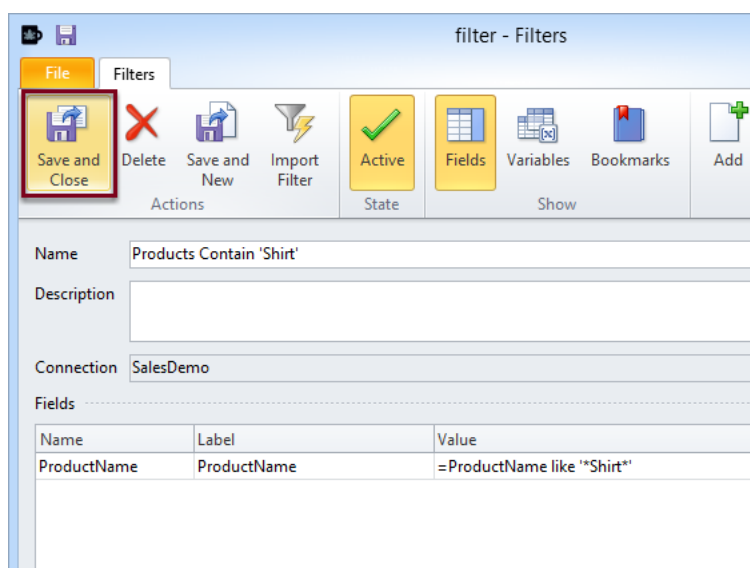 filter - Filters
File Filters
Save and Close
Delete
Save and New
Import Filter
Active
Fields
Variables
Bookmarks
Add
Actions
State
Show
Name Products Contain 'Shirt'
Description
Connection SalesDemo
Fields
Name Label Value
ProductName ProductName =ProductName like '*Shirt*'